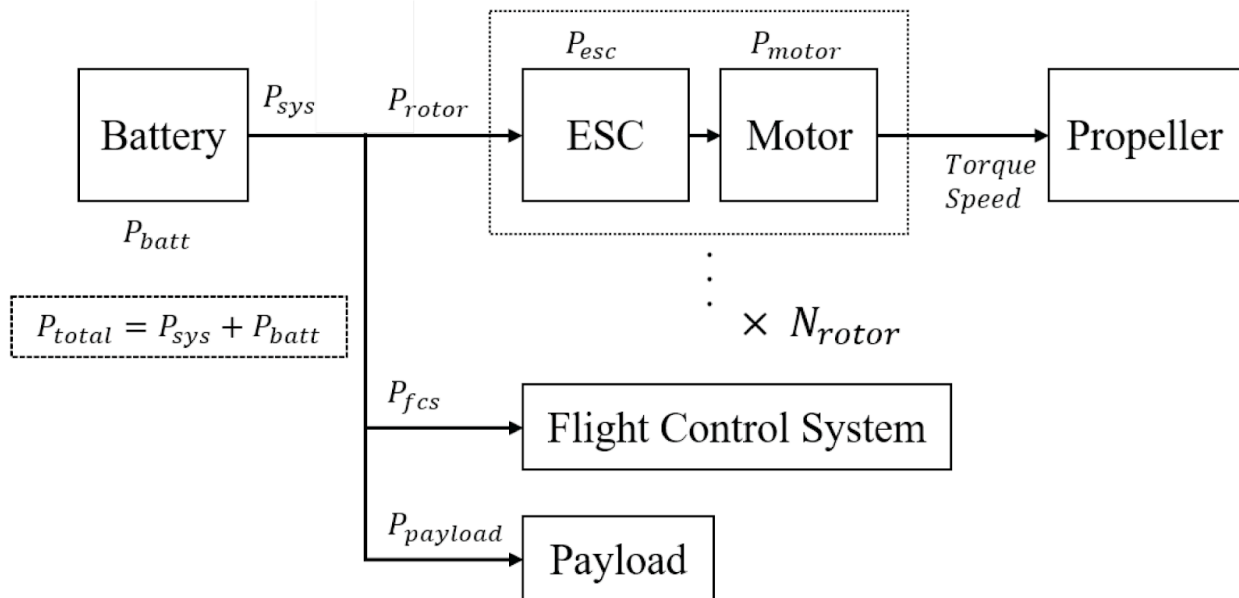 P_esc
P_motor
P_sys
P_rotor
Battery
ESC
Motor
Propeller
Torque
Speed
P_batt
P_total = P_sys + P_batt
× N_rotor
P_fcs
Flight Control System
P_payload
Payload